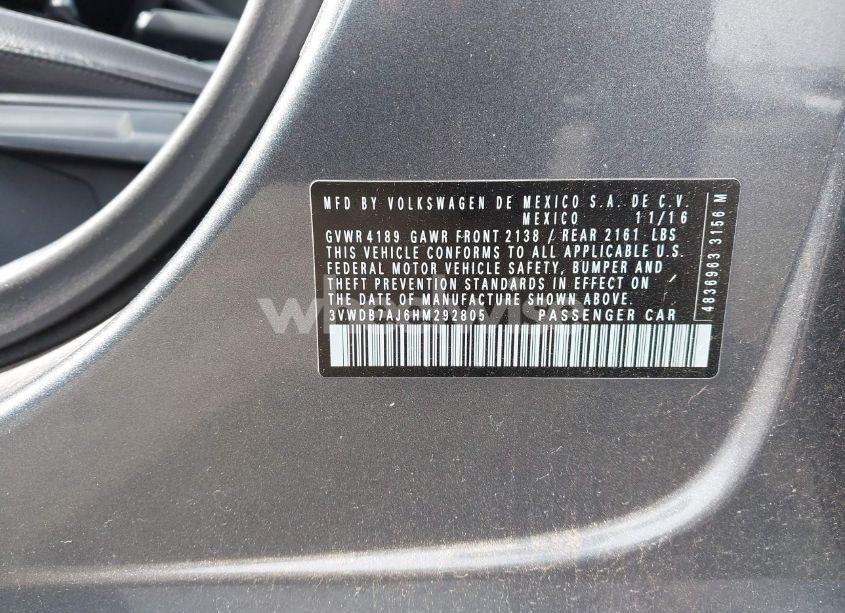 MFD BY VOLKSWAGEN DE MEXICO S.A. DE C.V.
MEXICO 11/16
GVWR 4189 GAWR FRONT 2138 / REAR 2161 LBS
THIS VEHICLE CONFORMS TO ALL APPLICABLE U.S.
FEDERAL MOTOR VEHICLE SAFETY, BUMPER AND
THEFT PREVENTION STANDARDS IN EFFECT ON
THE DATE OF MANUFACTURE SHOWN ABOVE.
3VWDB7AJ6HM292805 PASSENGER CAR
4836963 3156 M